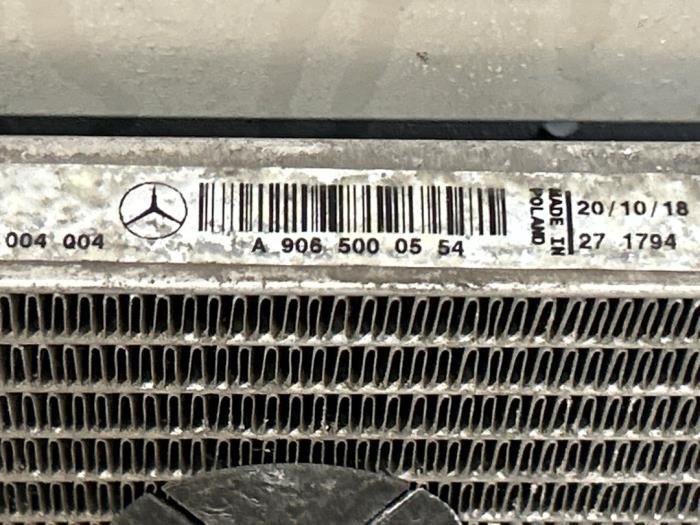 004 Q04
A 906 500 05 54
MADE IN
POLAND
20/10/18
27 1794